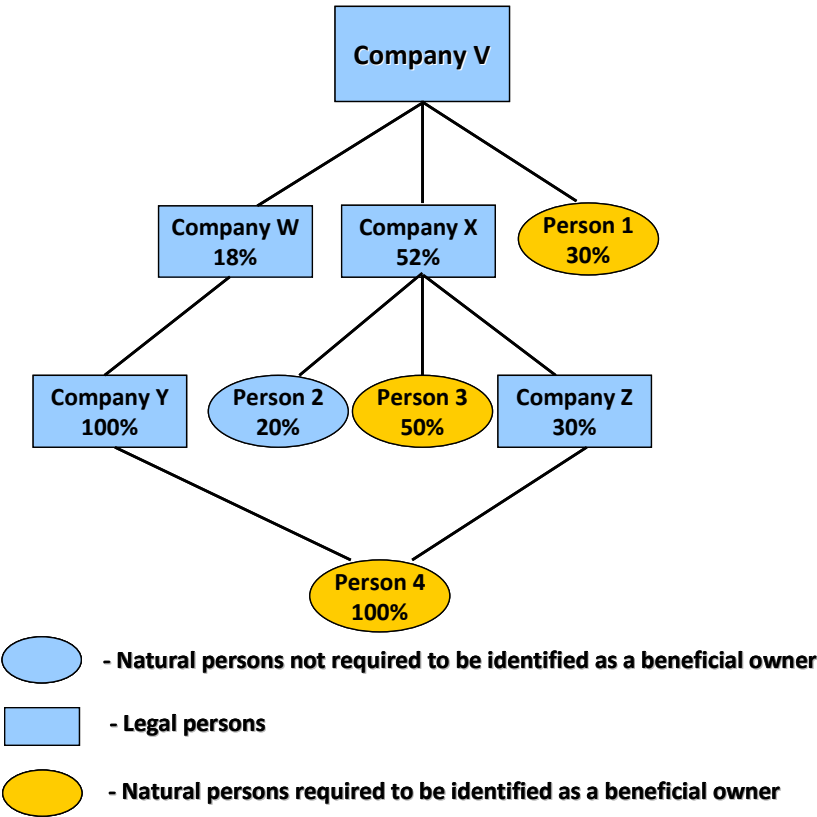 Company V
Company W
18%
Company X
52%
Person 1
30%
Company Y
100%
Person 2
20%
Person 3
50%
Company Z
30%
Person 4
100%
- Natural persons not required to be identified as a beneficial owner
- Legal persons
- Natural persons required to be identified as a beneficial owner